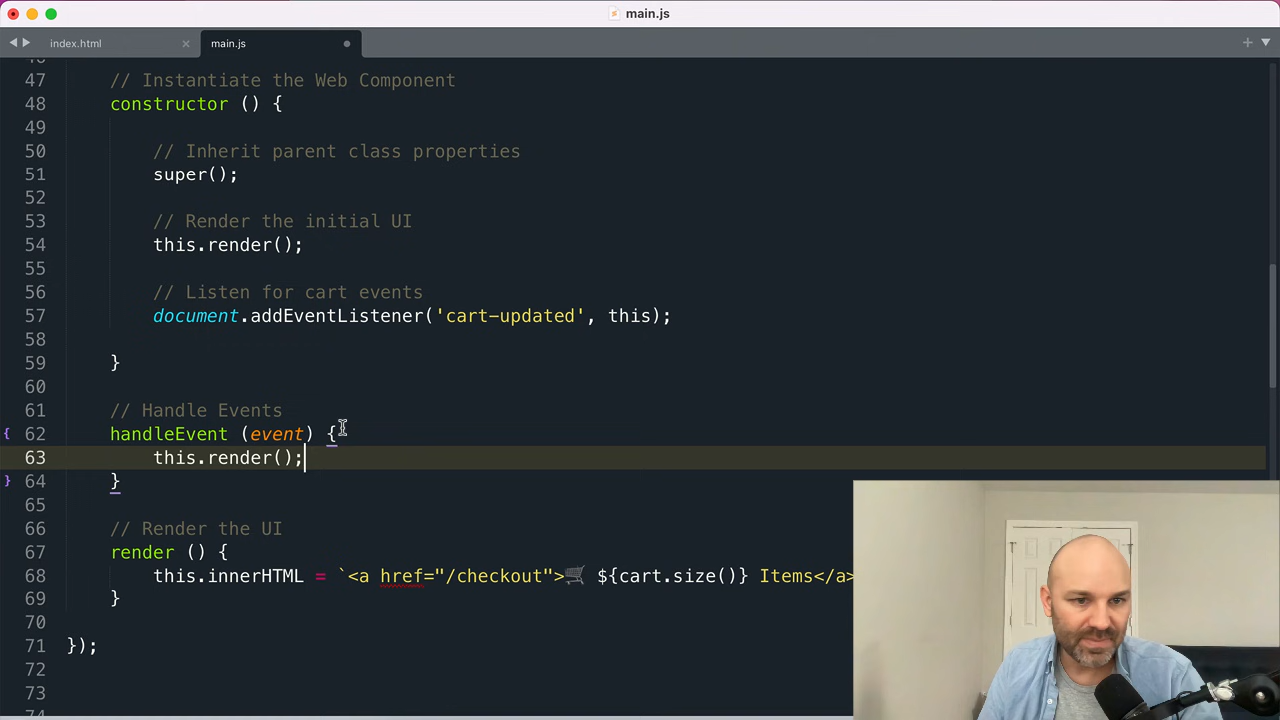 main.js
index.html
main.js
47 // Instantiate the Web Component
48 constructor () {
49
50 // Inherit parent class properties
51 super();
52
53 // Render the initial UI
54 this.render();
55
56 // Listen for cart events
57 document.addEventListener('cart-updated', this);
58
59 }
60
61 // Handle Events
{ 62 handleEvent (event) {
63 this.render();
} 64 }
65
66 // Render the UI
67 render () {
68 this.innerHTML = `<a href="/checkout">🛒 ${cart.size()} Items</a>
69 }
70
71 });
72
73